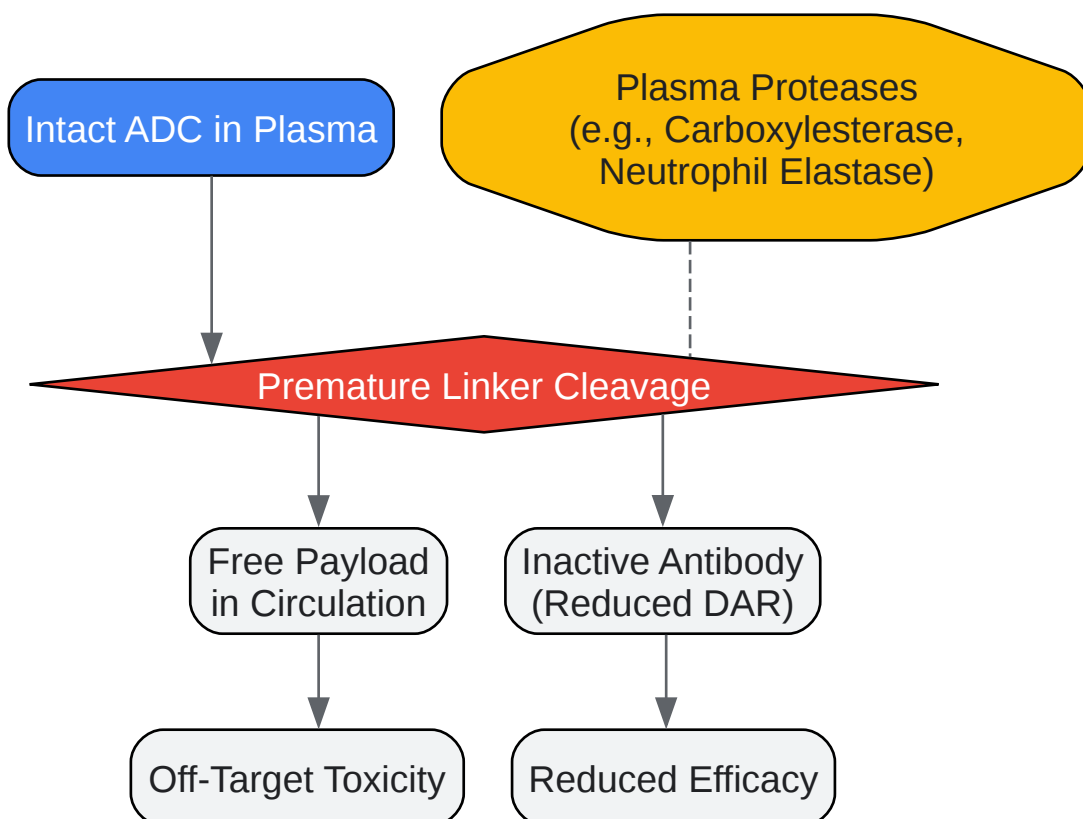 Intact ADC in Plasma
Plasma Proteases
(e.g., Carboxylesterase,
Neutrophil Elastase)
Premature Linker Cleavage
Free Payload
in Circulation
Inactive Antibody
(Reduced DAR)
Off-Target Toxicity
Reduced Efficacy